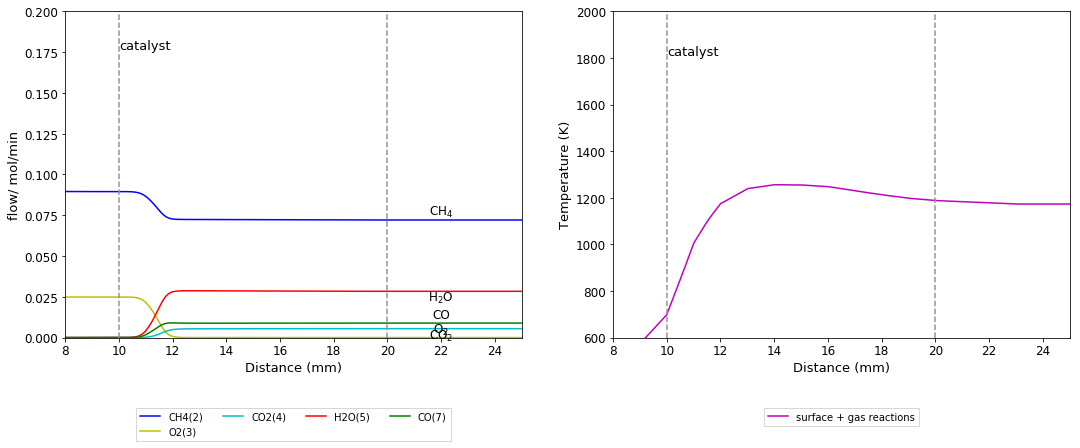 0.200
0.175
0.150
0.125
0.100
0.075
0.050
0.025
0.000
flow/ mol/min
catalyst
CH4
H2O
CO
O2
CO2
8 10 12 14 16 18 20 22 24
Distance (mm)
CH4(2) CO2(4) H2O(5) CO(7)
O2(3)
2000
1800
1600
1400
1200
1000
800
600
Temperature (K)
catalyst
8 10 12 14 16 18 20 22 24
Distance (mm)
surface + gas reactions